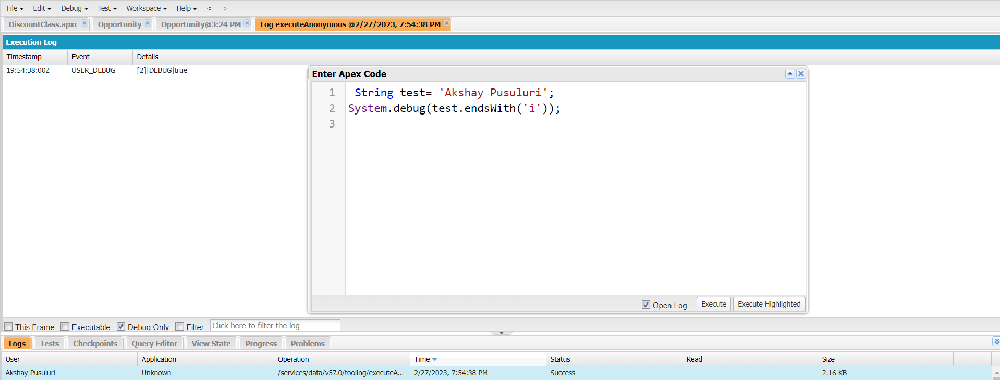 File Edit Debug Test Workspace Help < >
DiscountClass.apxc Opportunity Opportunity@3:24 PM Log executeAnonymous @2/27/2023, 7:54:38 PM
Execution Log
Timestamp Event Details
19:54:38:002 USER_DEBUG [2]|DEBUG|true
Enter Apex Code
1 String test= 'Akshay Pusuluri';
2 System.debug(test.endsWith('i'));
3
Open Log Execute Execute Highlighted
This Frame Executable Debug Only Filter Click here to filter the log
Logs Tests Checkpoints Query Editor View State Progress Problems
User Application Operation Time Status Read Size
Akshay Pusuluri Unknown /services/data/v57.0/tooling/executeA... 2/27/2023, 7:54:38 PM Success 2.16 KB